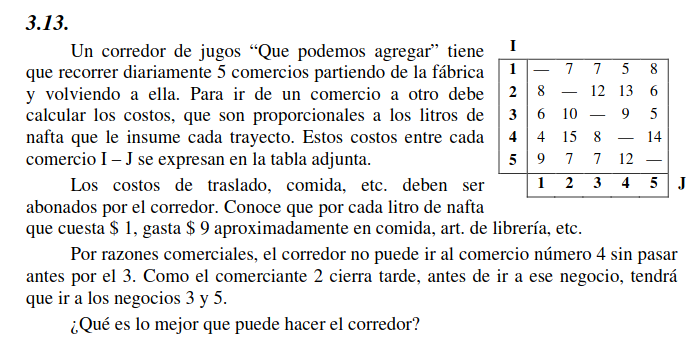 3.13.
Un corredor de jugos “Que podemos agregar” tiene
que recorrer diariamente 5 comercios partiendo de la fábrica
y volviendo a ella. Para ir de un comercio a otro debe
calcular los costos, que son proporcionales a los litros de
nafta que le insume cada trayecto. Estos costos entre cada
comercio I – J se expresan en la tabla adjunta.
Los costos de traslado, comida, etc. deben ser
abonados por el corredor. Conoce que por cada litro de nafta
que cuesta $ 1, gasta $ 9 aproximadamente en comida, art. de librería, etc.
I
1 — 7 7 5 8
2 8 — 12 13 6
3 6 10 — 9 5
4 4 15 8 — 14
5 9 7 7 12 —
1 2 3 4 5 J
Por razones comerciales, el corredor no puede ir al comercio número 4 sin pasar
antes por el 3. Como el comerciante 2 cierra tarde, antes de ir a ese negocio, tendrá
que ir a los negocios 3 y 5.
¿Qué es lo mejor que puede hacer el corredor?